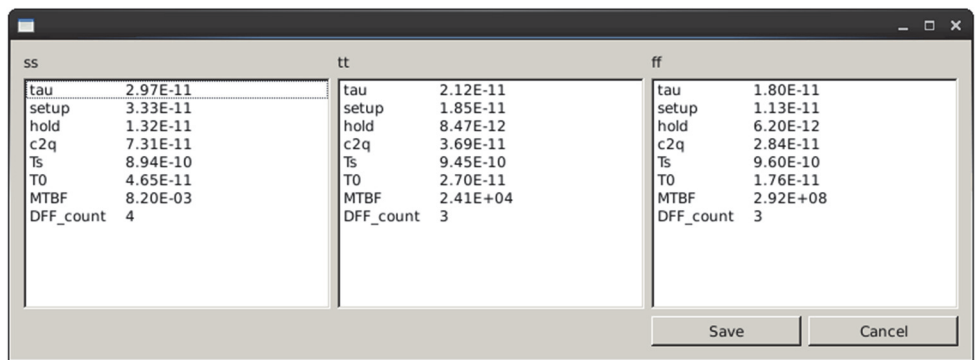 ss
tau 2.97E-11
setup 3.33E-11
hold 1.32E-11
c2q 7.31E-11
Ts 8.94E-10
T0 4.65E-11
MTBF 8.20E-03
DFF_count 4
tt
tau 2.12E-11
setup 1.85E-11
hold 8.47E-12
c2q 3.69E-11
Ts 9.45E-10
T0 2.70E-11
MTBF 2.41E+04
DFF_count 3
ff
tau 1.80E-11
setup 1.13E-11
hold 6.20E-12
c2q 2.84E-11
Ts 9.60E-10
T0 1.76E-11
MTBF 2.92E+08
DFF_count 3
Save
Cancel